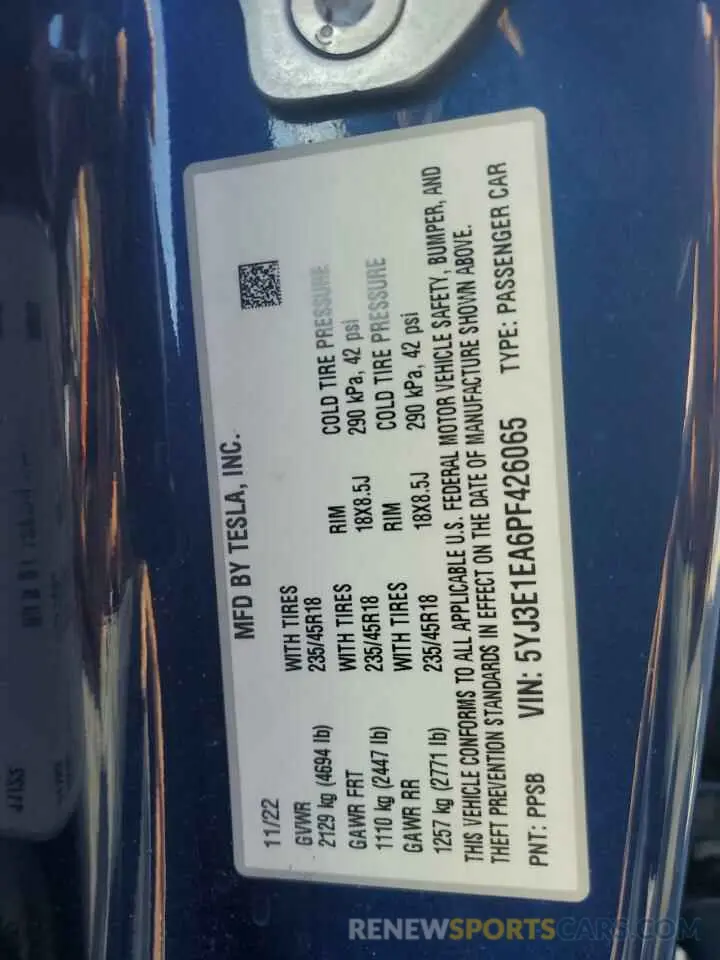 MFD BY TESLA, INC.
11/22
GVWR WITH TIRES RIM COLD TIRE PRESSURE
2129 kg (4694 lb) 235/45R18 18X8.5J 290 kPa, 42 psi
GAWR FRT WITH TIRES RIM COLD TIRE PRESSURE
1110 kg (2447 lb) 235/45R18 18X8.5J 290 kPa, 42 psi
GAWR RR WITH TIRES
1257 kg (2771 lb) 235/45R18
THIS VEHICLE CONFORMS TO ALL APPLICABLE U.S. FEDERAL MOTOR VEHICLE SAFETY, BUMPER, AND
THEFT PREVENTION STANDARDS IN EFFECT ON THE DATE OF MANUFACTURE SHOWN ABOVE.
PNT: PPSB VIN: 5YJ3E1EA6PF426065 TYPE: PASSENGER CAR
RENEWSPORTSCARS.COM